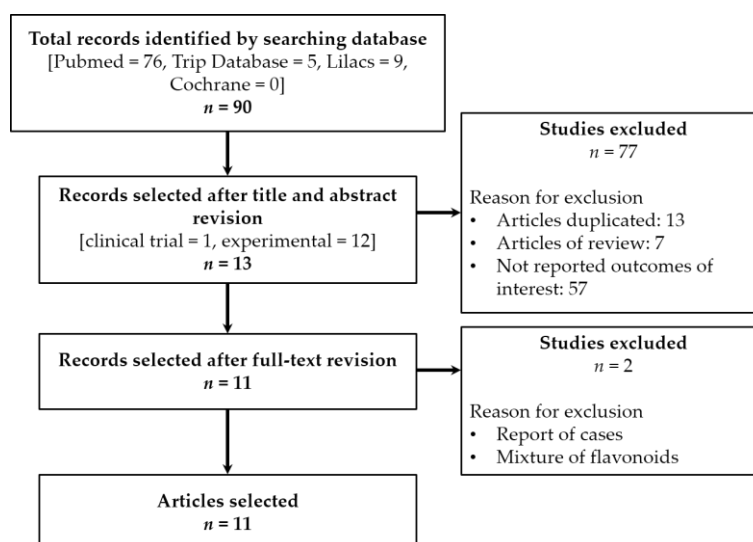 Total records identified by searching database
[Pubmed = 76, Trip Database = 5, Lilacs = 9,
Cochrane = 0]
n = 90
Studies excluded
n = 77
Reason for exclusion
• Articles duplicated: 13
• Articles of review: 7
• Not reported outcomes of
interest: 57
Records selected after title and abstract
revision
[clinical trial = 1, experimental = 12]
n = 13
Records selected after full-text revision
n = 11
Studies excluded
n = 2
Reason for exclusion
• Report of cases
• Mixture of flavonoids
Articles selected
n = 11